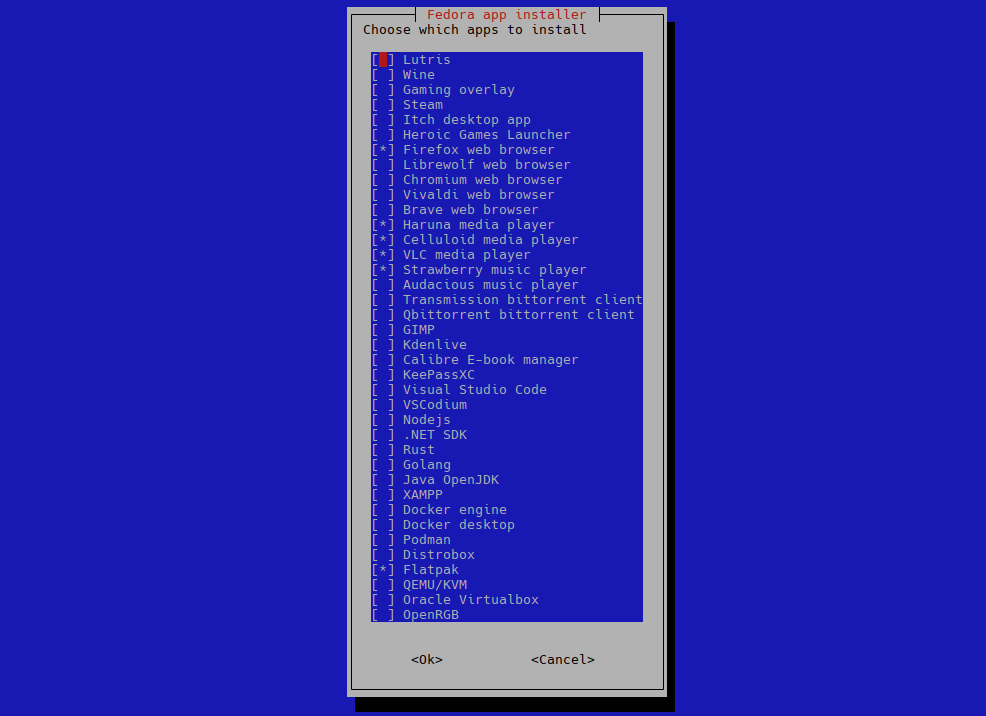 Fedora app installer
Choose which apps to install
[ ] Lutris
[ ] Wine
[ ] Gaming overlay
[ ] Steam
[ ] Itch desktop app
[ ] Heroic Games Launcher
[*] Firefox web browser
[ ] Librewolf web browser
[ ] Chromium web browser
[ ] Vivaldi web browser
[ ] Brave web browser
[*] Haruna media player
[*] Celluloid media player
[*] VLC media player
[*] Strawberry music player
[ ] Audacious music player
[ ] Transmission bittorrent client
[ ] Qbittorrent bittorrent client
[ ] GIMP
[ ] Kdenlive
[ ] Calibre E-book manager
[ ] KeePassXC
[ ] Visual Studio Code
[ ] VSCodium
[ ] Nodejs
[ ] .NET SDK
[ ] Rust
[ ] Golang
[ ] Java OpenJDK
[ ] XAMPP
[ ] Docker engine
[ ] Docker desktop
[ ] Podman
[ ] Distrobox
[*] Flatpak
[ ] QEMU/KVM
[ ] Oracle Virtualbox
[ ] OpenRGB
<Ok> <Cancel>